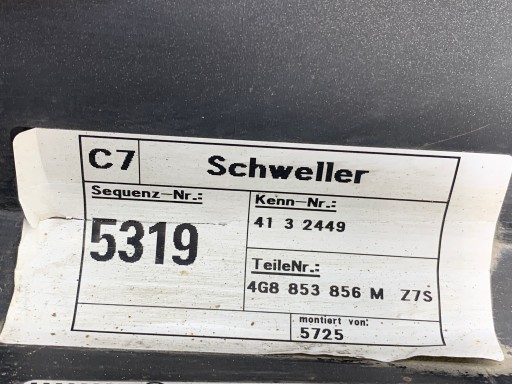 C7 Schweller
Sequenz-Nr.:
5319
Kenn-Nr.:
41 3 2449
TeileNr.:
4G8 853 856 M Z7S
montiert von:
5725